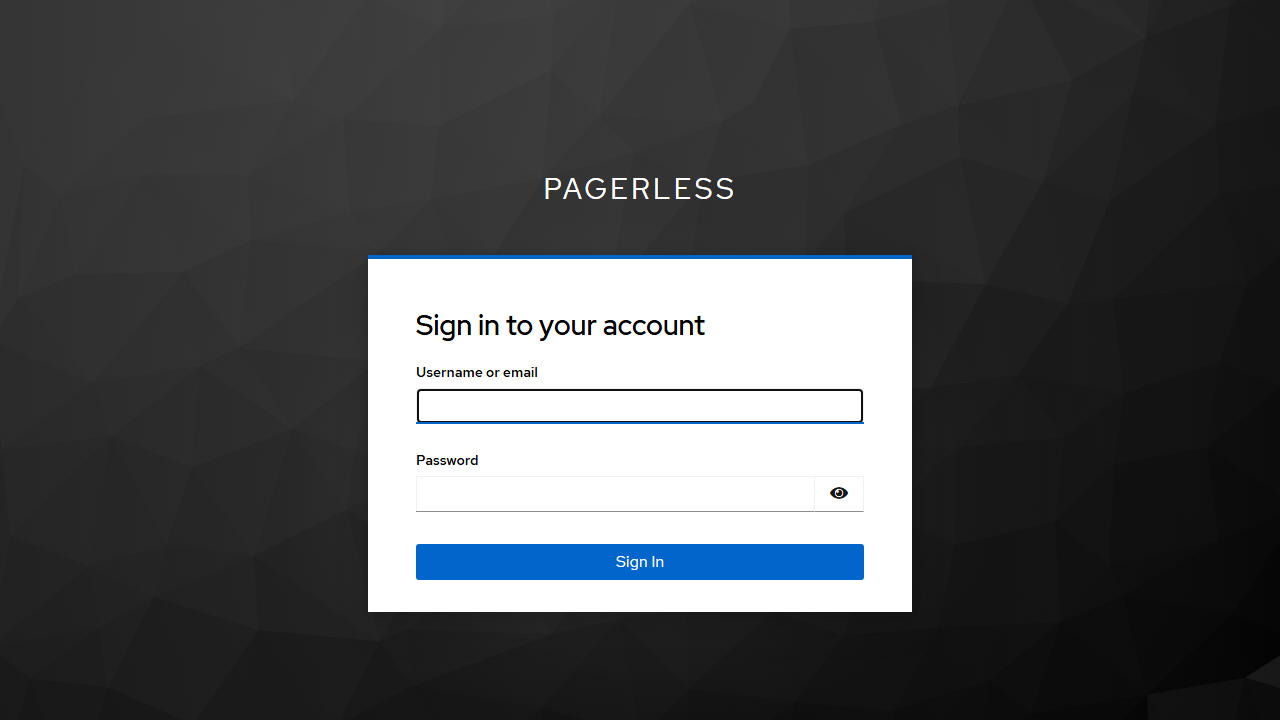 PAGERLESS
Sign in to your account
Username or email
Password
Sign In